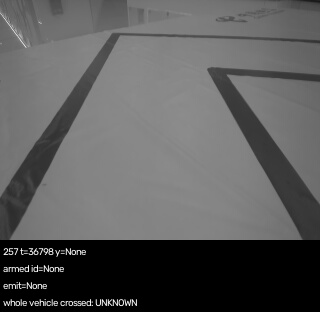 257 t=36798 y=None
armed id=None
emit=None
whole vehicle crossed: UNKNOWN